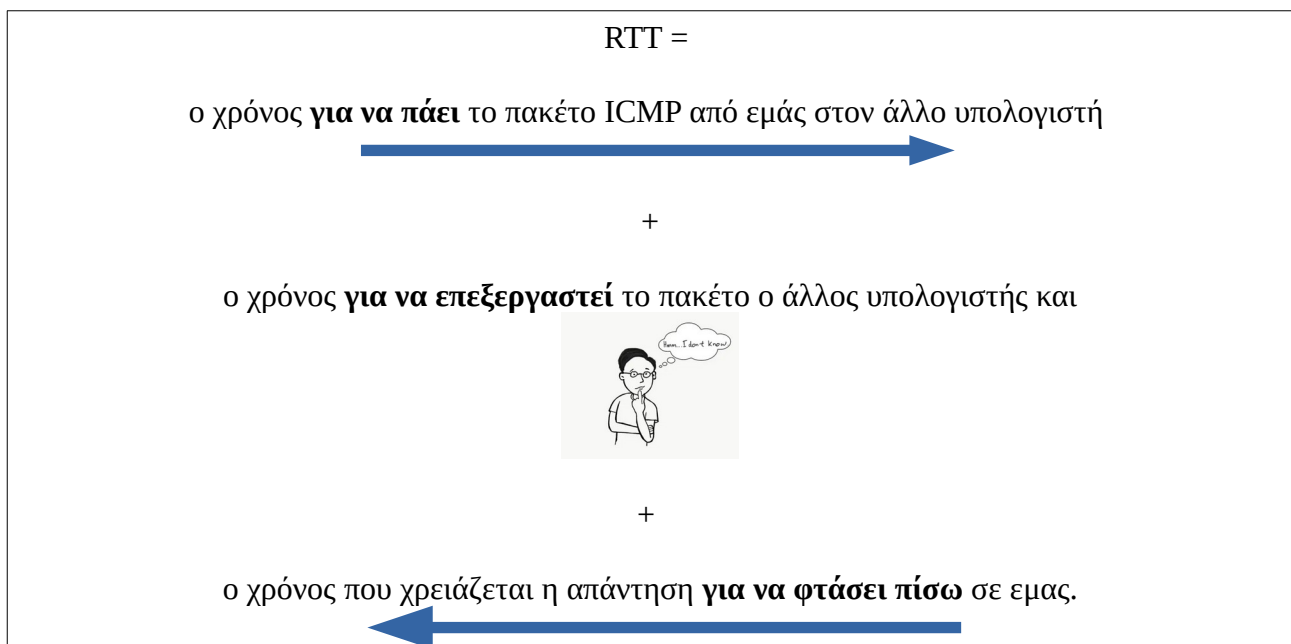 RTT =
ο χρόνος για να πάει το πακέτο ICMP από εμάς στον άλλο υπολογιστή
+
ο χρόνος για να επεξεργαστεί το πακέτο ο άλλος υπολογιστής και
Hmm...I don't know
+
ο χρόνος που χρειάζεται η απάντηση για να φτάσει πίσω σε εμας.